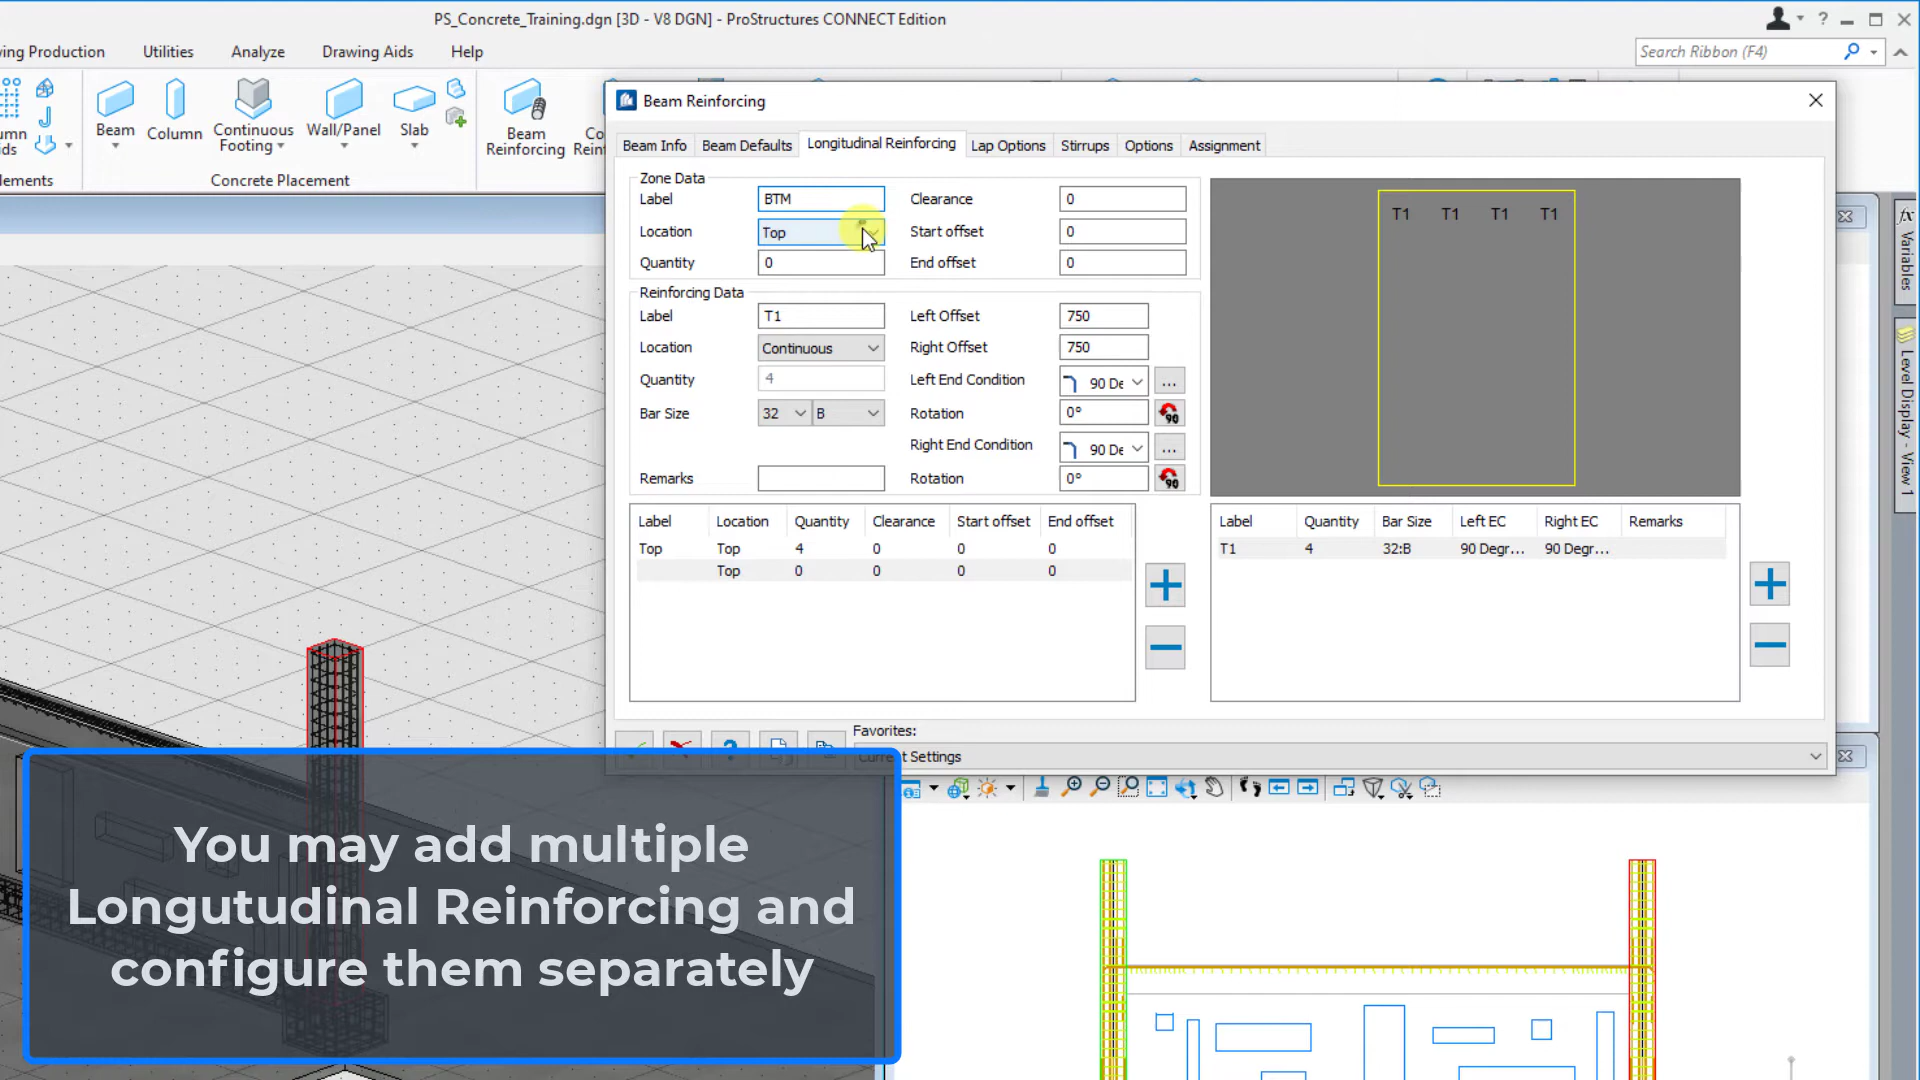 PS_Concrete_Training.dgn [3D - V8 DGN] - ProStructures CONNECT Edition
?
ving Production Utilities Analyze Drawing Aids Help
Search Ribbon (F4)
Beam Column Continuous Footing Wall/Panel Slab
Beam Reinforcing
Concrete Placement
Beam Reinforcing
Beam Info Beam Defaults Longitudinal Reinforcing Lap Options Stirrups Options Assignment
Zone Data
Label BTM Clearance 0
Location Top Start offset 0
Quantity 0 End offset 0
Reinforcing Data
Label T1 Left Offset 750
Location Continuous Right Offset 750
Quantity 4 Left End Condition 90 De ...
Bar Size 32 B Rotation 0° 90
Right End Condition 90 De ...
Remarks Rotation 0° 90
T1 T1 T1 T1
Label Location Quantity Clearance Start offset End offset
Top Top 4 0 0 0
Top 0 0 0 0
Label Quantity Bar Size Left EC Right EC Remarks
T1 4 32:B 90 Degr... 90 Degr...
Favorites:
Current Settings
fx Variables
Level Display - View 1
You may add multiple
Longutudinal Reinforcing and
configure them separately